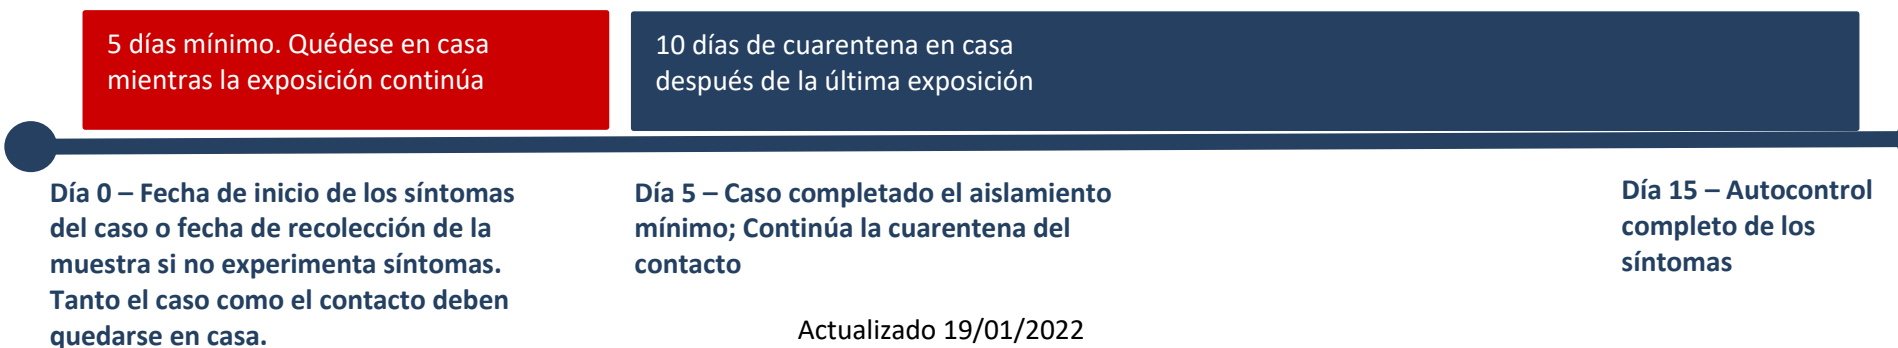 5 días mínimo. Quédese en casa
mientras la exposición continúa
10 días de cuarentena en casa
después de la última exposición
Día 0 – Fecha de inicio de los síntomas
del caso o fecha de recolección de la
muestra si no experimenta síntomas.
Tanto el caso como el contacto deben
quedarse en casa.
Día 5 – Caso completado el aislamiento
mínimo; Continúa la cuarentena del
contacto
Día 15 – Autocontrol
completo de los
síntomas
Actualizado 19/01/2022